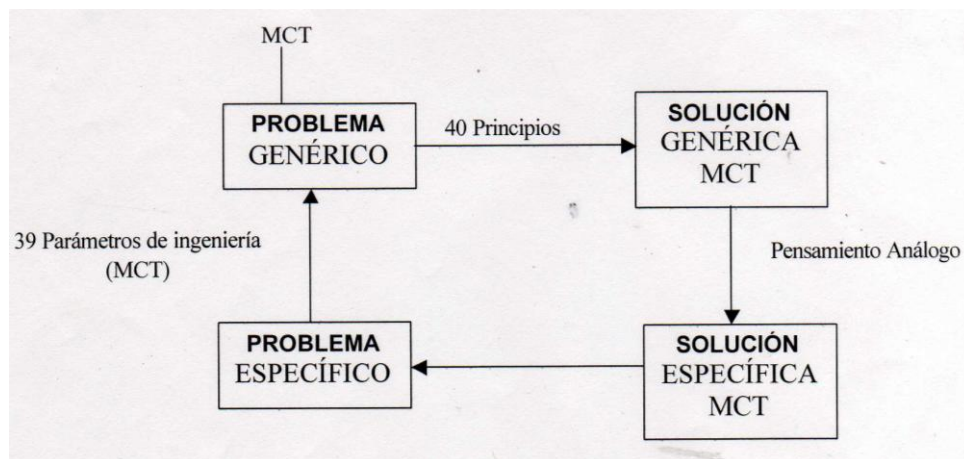 MCT
PROBLEMA
GENÉRICO
40 Principios
SOLUCIÓN
GENÉRICA
MCT
39 Parámetros de ingeniería
(MCT)
Pensamiento Análogo
PROBLEMA
ESPECÍFICO
SOLUCIÓN
ESPECÍFICA
MCT